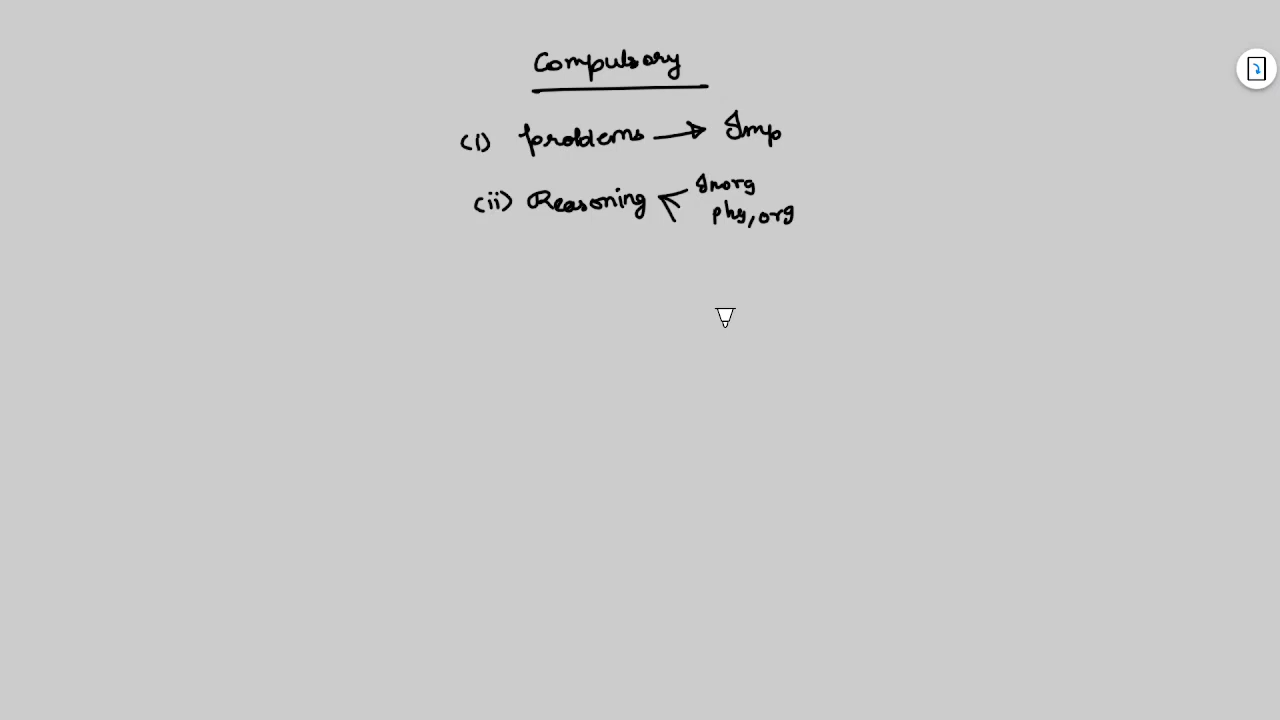 Compulsory
(i) problems → Imp
(ii) Reasoning ← Inorg
phy, org